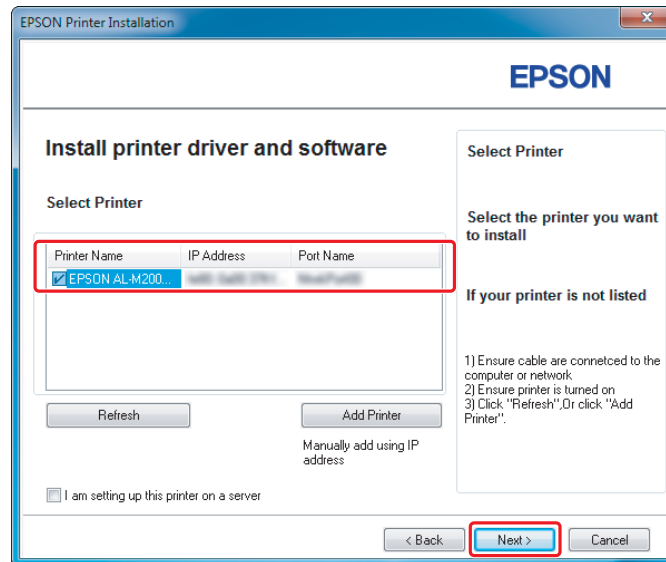 EPSON Printer Installation
EPSON
Install printer driver and software
Select Printer
Printer Name IP Address Port Name
EPSON AL-M200...
Refresh
Add Printer
Manually add using IP
address
I am setting up this printer on a server
Select Printer
Select the printer you want
to install
If your printer is not listed
1) Ensure cable are connetced to the
computer or network
2) Ensure printer is turned on
3) Click "Refresh",Or click "Add
Printer".
< Back
Next >
Cancel